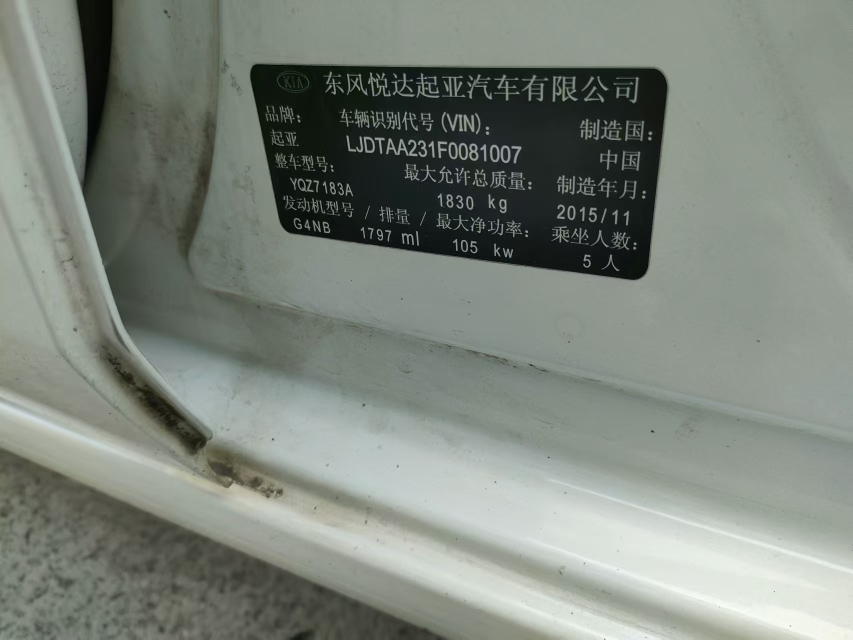 KIA 东风悦达起亚汽车有限公司
品牌： 车辆识别代号(VIN)： 制造国：
起亚 LJDTAA231F0081007 中国
整车型号： 最大允许总质量： 制造年月：
YQZ7183A 1830 kg 2015/11
发动机型号 / 排量 / 最大净功率： 乘坐人数：
G4NB 1797 ml 105 kw 5 人